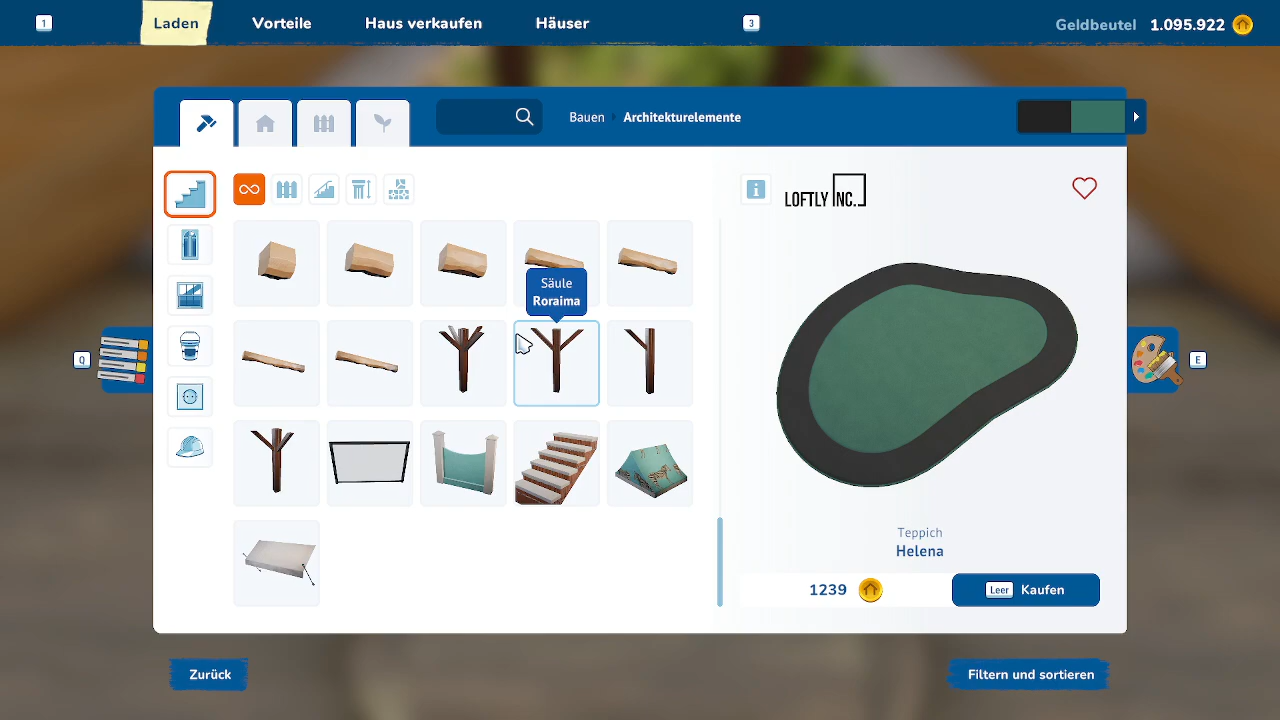 1
Laden
Vorteile
Haus verkaufen
Häuser
3
Geldbeutel 1.095.922
Bauen Architekturelemente
LOFTLY INC.
Säule
Roraima
Q
E
Teppich
Helena
1239
Leer Kaufen
Zurück
Filtern und sortieren